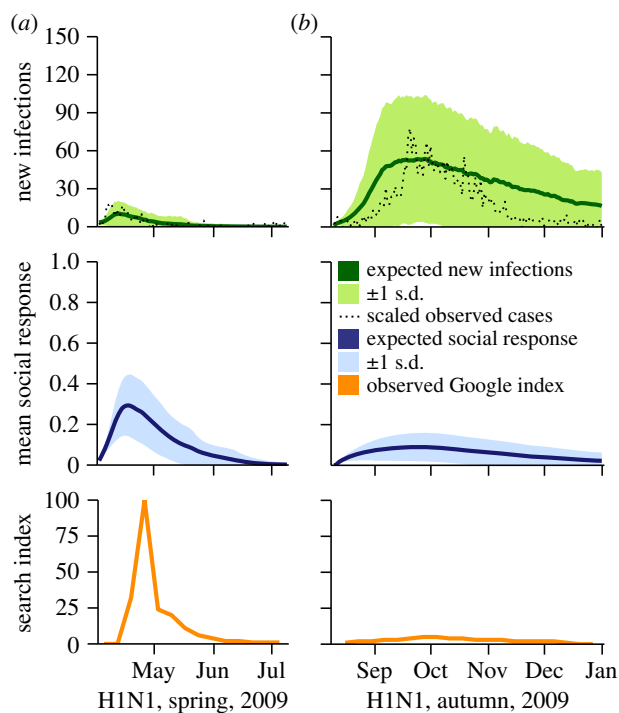 (a)
(b)
new infections
150
120
90
60
30
0
mean social response
1.0
0.8
0.6
0.4
0.2
0
expected new infections
±1 s.d.
scaled observed cases
expected social response
±1 s.d.
observed Google index
search index
100
75
50
25
0
May Jun Jul
Sep Oct Nov Dec Jan
H1N1, spring, 2009
H1N1, autumn, 2009